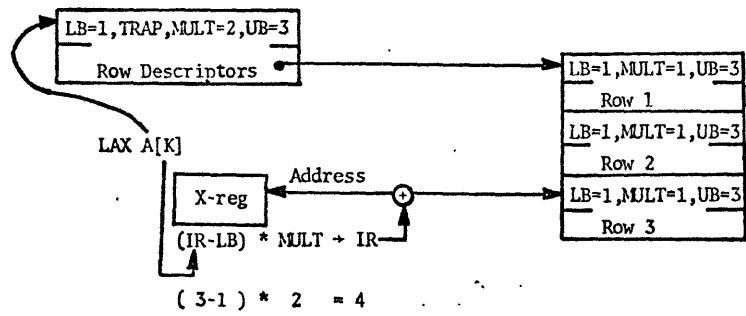 LB=1,TRAP,MULT=2,UB=3
Row Descriptors
LB=1,MULT=1,UB=3
Row 1
LB=1,MULT=1,UB=3
Row 2
LB=1,MULT=1,UB=3
Row 3
LAX A[K]
Address
X-reg
+
(IR-LB) * MULT → IR
( 3-1 ) * 2 = 4